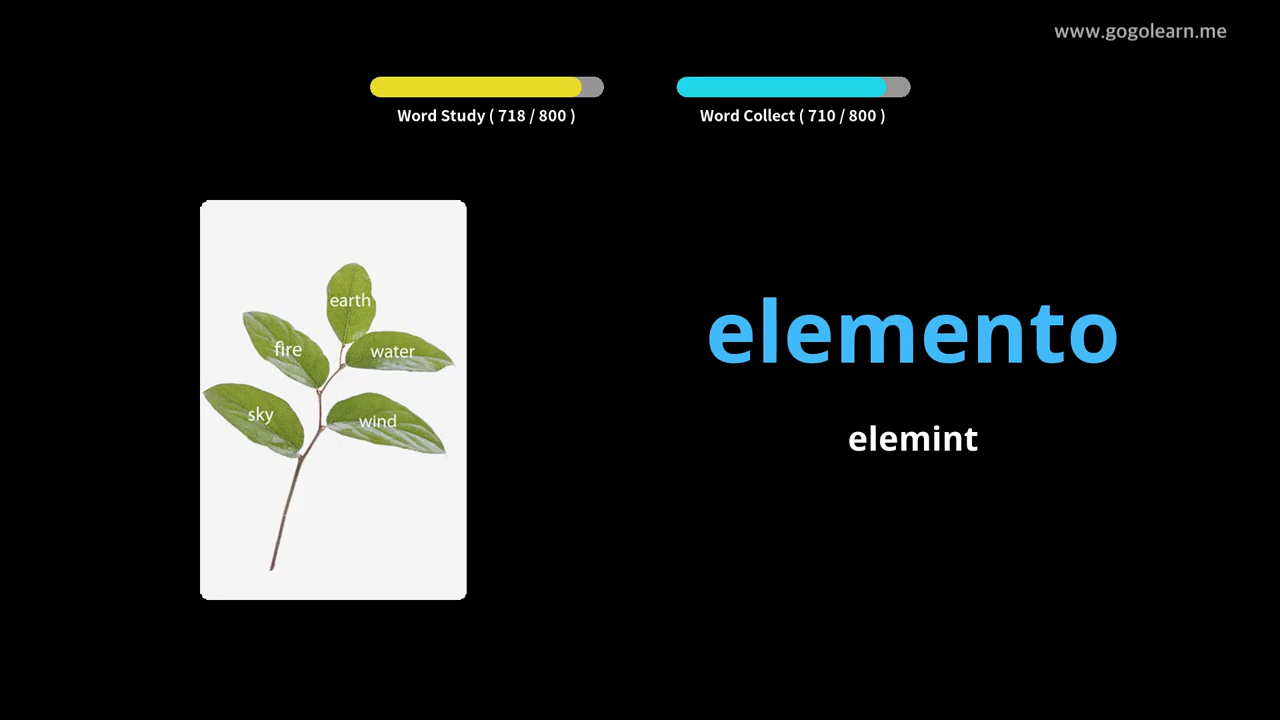 www.gogolearn.me
Word Study ( 718 / 800 )
Word Collect ( 710 / 800 )
earth
fire
water
sky
wind
elemento
elemint